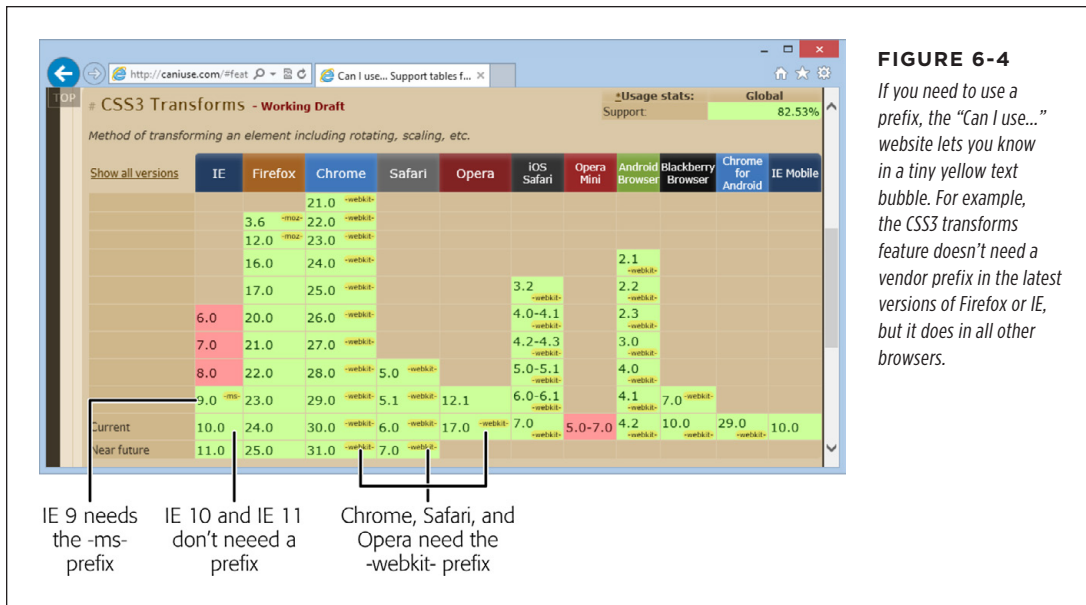 http://caniuse.com/#feat
Can I use... Support tables f...
TOP
# CSS3 Transforms - Working Draft
*Usage stats: Global
Support: 82.53%
Method of transforming an element including rotating, scaling, etc.
Show all versions IE Firefox Chrome Safari Opera iOS Safari Opera Mini Android Browser Blackberry Browser Chrome for Android IE Mobile
21.0 -webkit-
3.6 -moz- 22.0 -webkit-
12.0 -moz- 23.0 -webkit-
16.0 24.0 -webkit- 2.1 -webkit-
17.0 25.0 -webkit- 3.2 -webkit- 2.2 -webkit-
6.0 20.0 26.0 -webkit- 4.0-4.1 -webkit- 2.3 -webkit-
7.0 21.0 27.0 -webkit- 4.2-4.3 -webkit- 3.0 -webkit-
8.0 22.0 28.0 -webkit- 5.0 -webkit- 5.0-5.1 -webkit- 4.0 -webkit-
9.0 -ms- 23.0 29.0 -webkit- 5.1 -webkit- 12.1 6.0-6.1 -webkit- 4.1 -webkit- 7.0 -webkit-
Current 10.0 24.0 30.0 -webkit- 6.0 -webkit- 17.0 -webkit- 7.0 -webkit- 5.0-7.0 4.2 -webkit- 10.0 -webkit- 29.0 -webkit- 10.0
Near future 11.0 25.0 31.0 -webkit- 7.0 -webkit-
IE 9 needs
the -ms-
prefix
IE 10 and IE 11
don't neeed a
prefix
Chrome, Safari, and
Opera need the
-webkit- prefix
FIGURE 6-4
If you need to use a
prefix, the “Can I use...”
website lets you know
in a tiny yellow text
bubble. For example,
the CSS3 transforms
feature doesn’t need a
vendor prefix in the latest
versions of Firefox or IE,
but it does in all other
browsers.